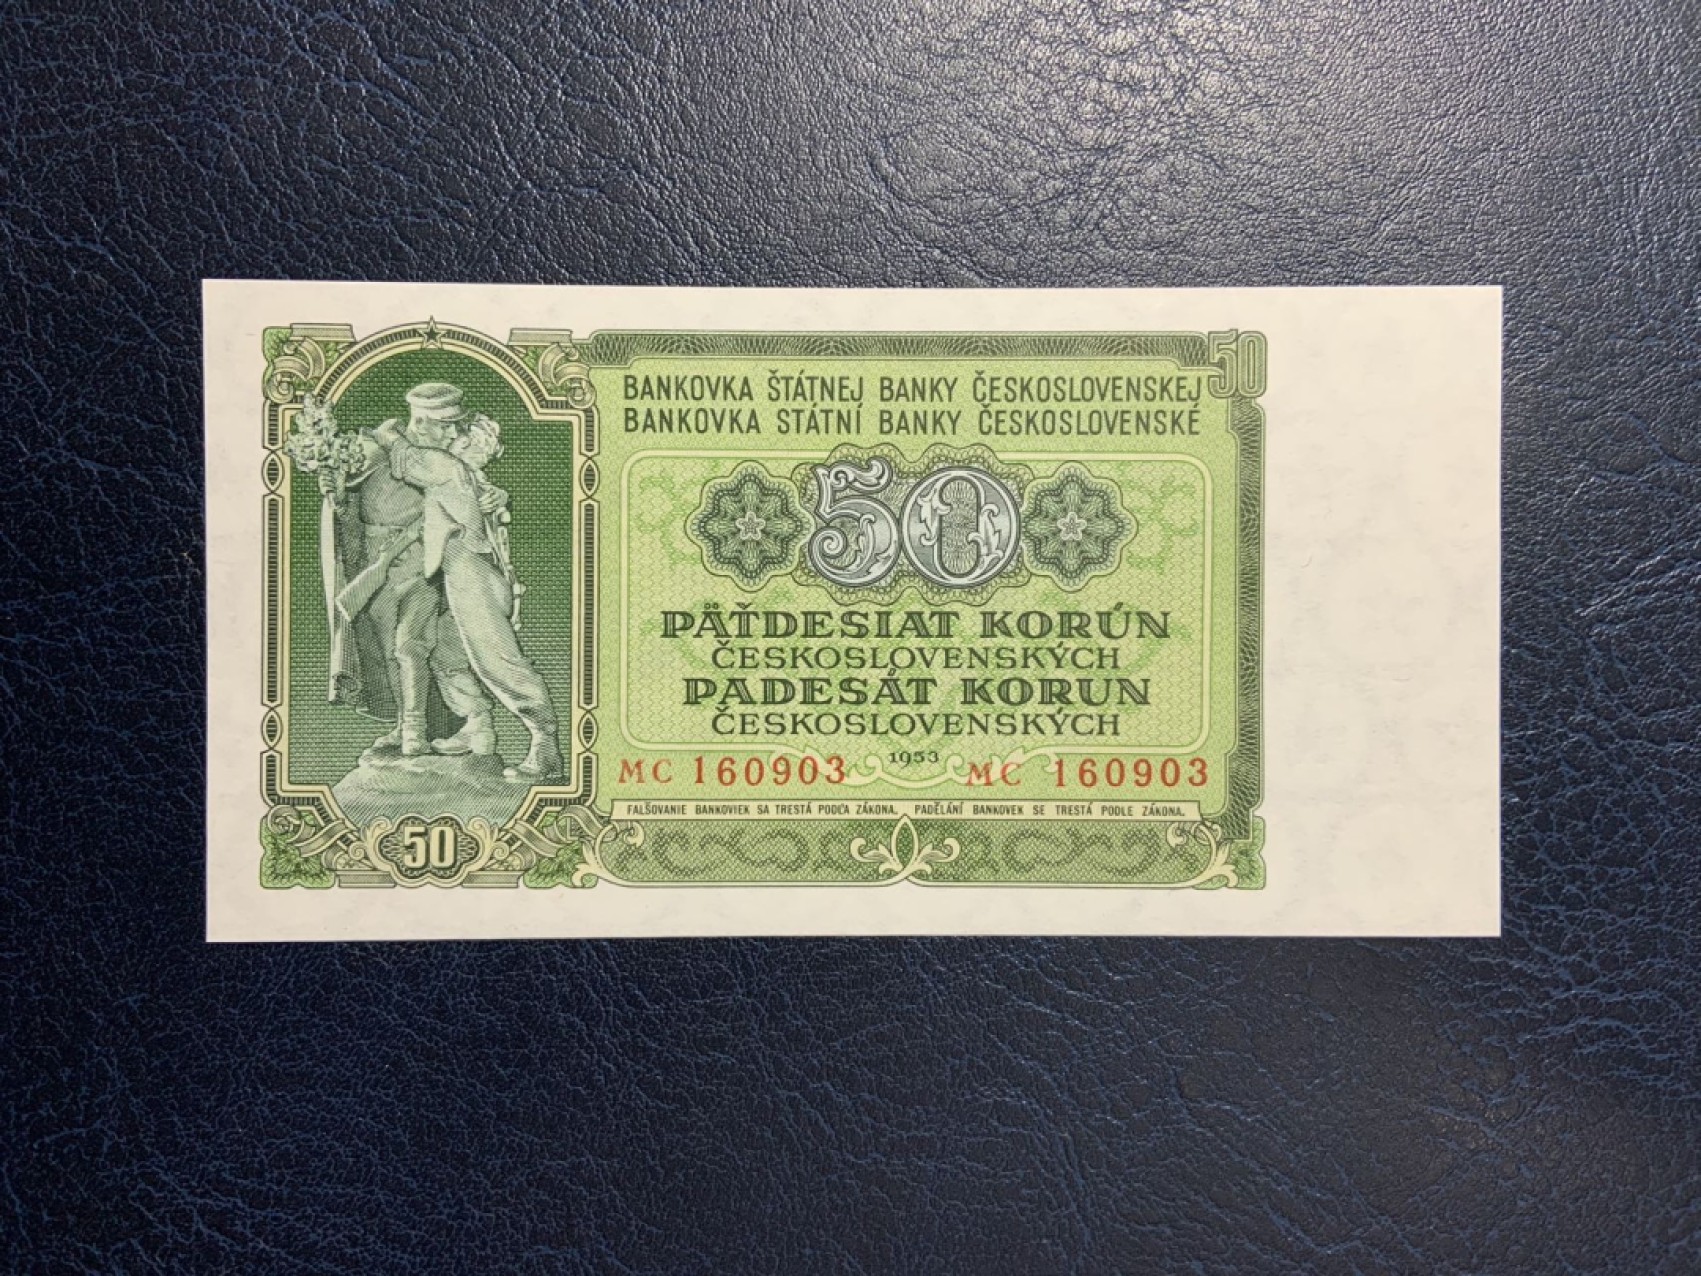 50
BANKOVKA ŠTÁTNEJ BANKY ČESKOSLOVENSKEJ
BANKOVKA STÁTNÍ BANKY ČESKOSLOVENSKÉ
50
PÄŤDESIAT KORÚN
ČESKOSLOVENSKÝCH
PADESÁT KORUN
ČESKOSLOVENSKÝCH
1953
MC 160903 MC 160903
FALŠOVANIE BANKOVIEK SA TRESTÁ PODĽA ZÁKONA. PADĚLÁNÍ BANKOVEK SE TRESTÁ PODLE ZÁKONA.
50